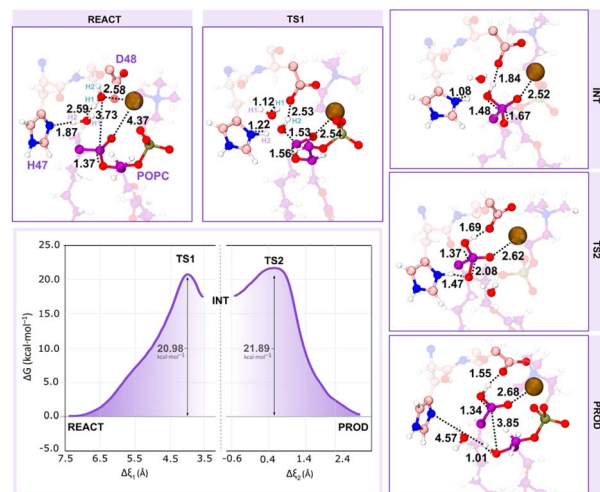 REACT
D48
2.58
H2
H1
2.59
3.73
H2
1.87
4.37
H47
1.37
POPC
TS1
1.12
H1
H1
2.53
1.22
H2
H2
1.53
2.54
1.56
INT
1.84
1.08
2.52
1.48
1.67
TS2
1.69
1.37
2.62
2.08
1.47
PROD
1.55
2.68
1.34
3.85
4.57
1.01
ΔG (kcal·mol⁻¹)
25.0
20.0
15.0
10.0
5.0
0.0
-5.0
TS1
TS2
INT
20.98
kcal·mol⁻¹
21.89
kcal·mol⁻¹
REACT
PROD
7.5 6.5 5.5 4.5 3.5
-0.6 0.4 1.4 2.4
Δξ₁ (Å)
Δξ₂ (Å)